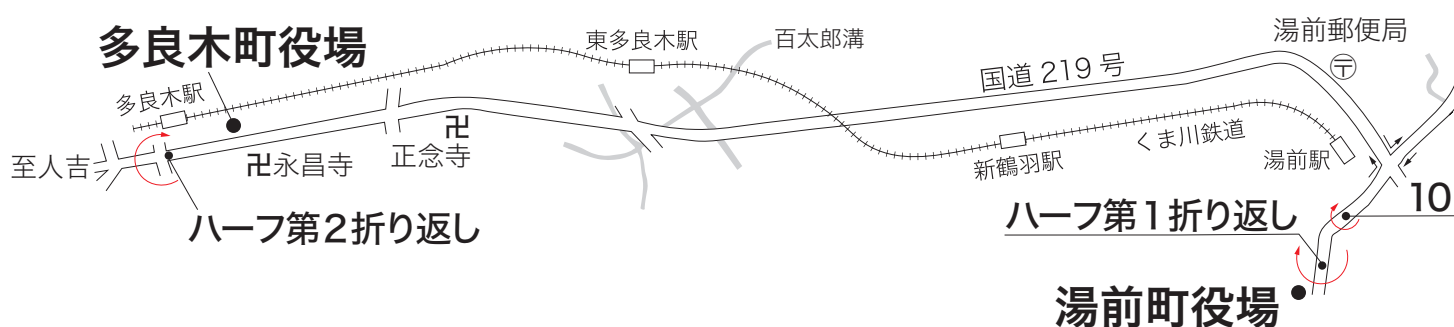 湯前郵便局
〒
多良木町役場
東多良木駅
百太郎溝
国道 219 号
多良木駅
くま川鉄道
卍
正念寺
卍永昌寺
至人吉
新鶴羽駅
湯前駅
10
ハーフ第2折り返し
ハーフ第1折り返し
湯前町役場